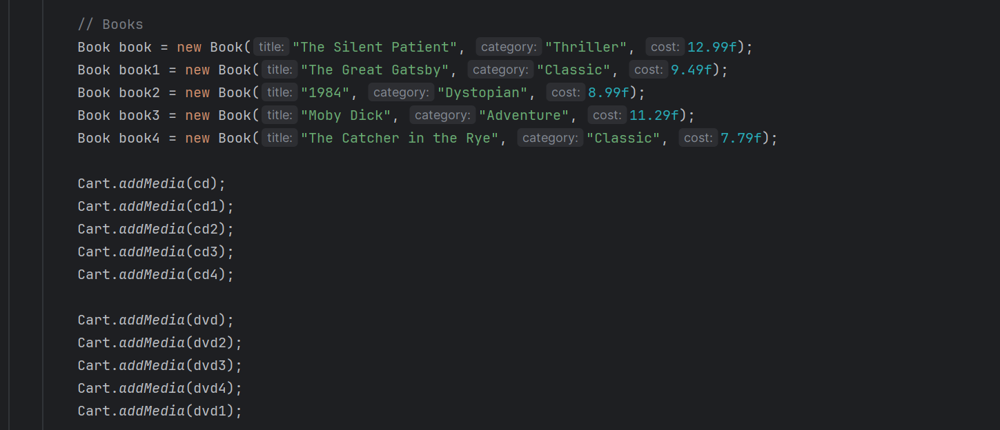 // Books
Book book = new Book( title: "The Silent Patient", category: "Thriller", cost: 12.99f);
Book book1 = new Book( title: "The Great Gatsby", category: "Classic", cost: 9.49f);
Book book2 = new Book( title: "1984", category: "Dystopian", cost: 8.99f);
Book book3 = new Book( title: "Moby Dick", category: "Adventure", cost: 11.29f);
Book book4 = new Book( title: "The Catcher in the Rye", category: "Classic", cost: 7.79f);
Cart.addMedia(cd);
Cart.addMedia(cd1);
Cart.addMedia(cd2);
Cart.addMedia(cd3);
Cart.addMedia(cd4);
Cart.addMedia(dvd);
Cart.addMedia(dvd2);
Cart.addMedia(dvd3);
Cart.addMedia(dvd4);
Cart.addMedia(dvd1);